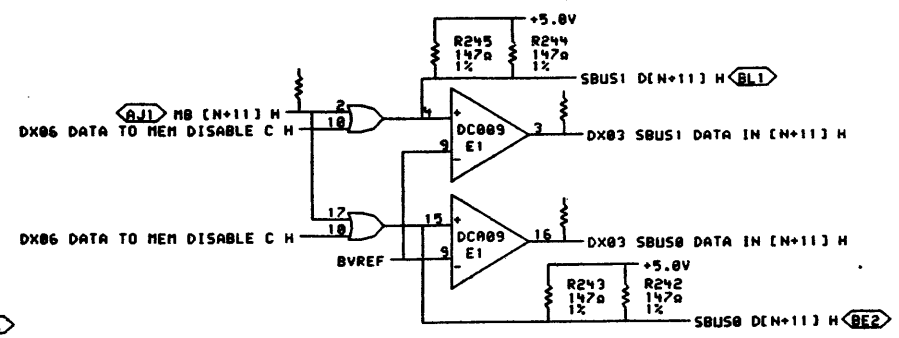 +5.0V
R245 R244
147Ω 147Ω
1% 1%
SBUS1 D[N+11] H BL1
AJ1 MB [N+11] H 2
DX06 DATA TO MEM DISABLE C H 10
4 + DC009 E1 3 DX03 SBUS1 DATA IN [N+11] H
9 -
17
DX06 DATA TO MEM DISABLE C H 10
15 + DCA09 E1 16 DX03 SBUS0 DATA IN [N+11] H
BVREF 9 -
+5.0V
R243 R242
147Ω 147Ω
1% 1%
SBUS0 D[N+11] H BE2